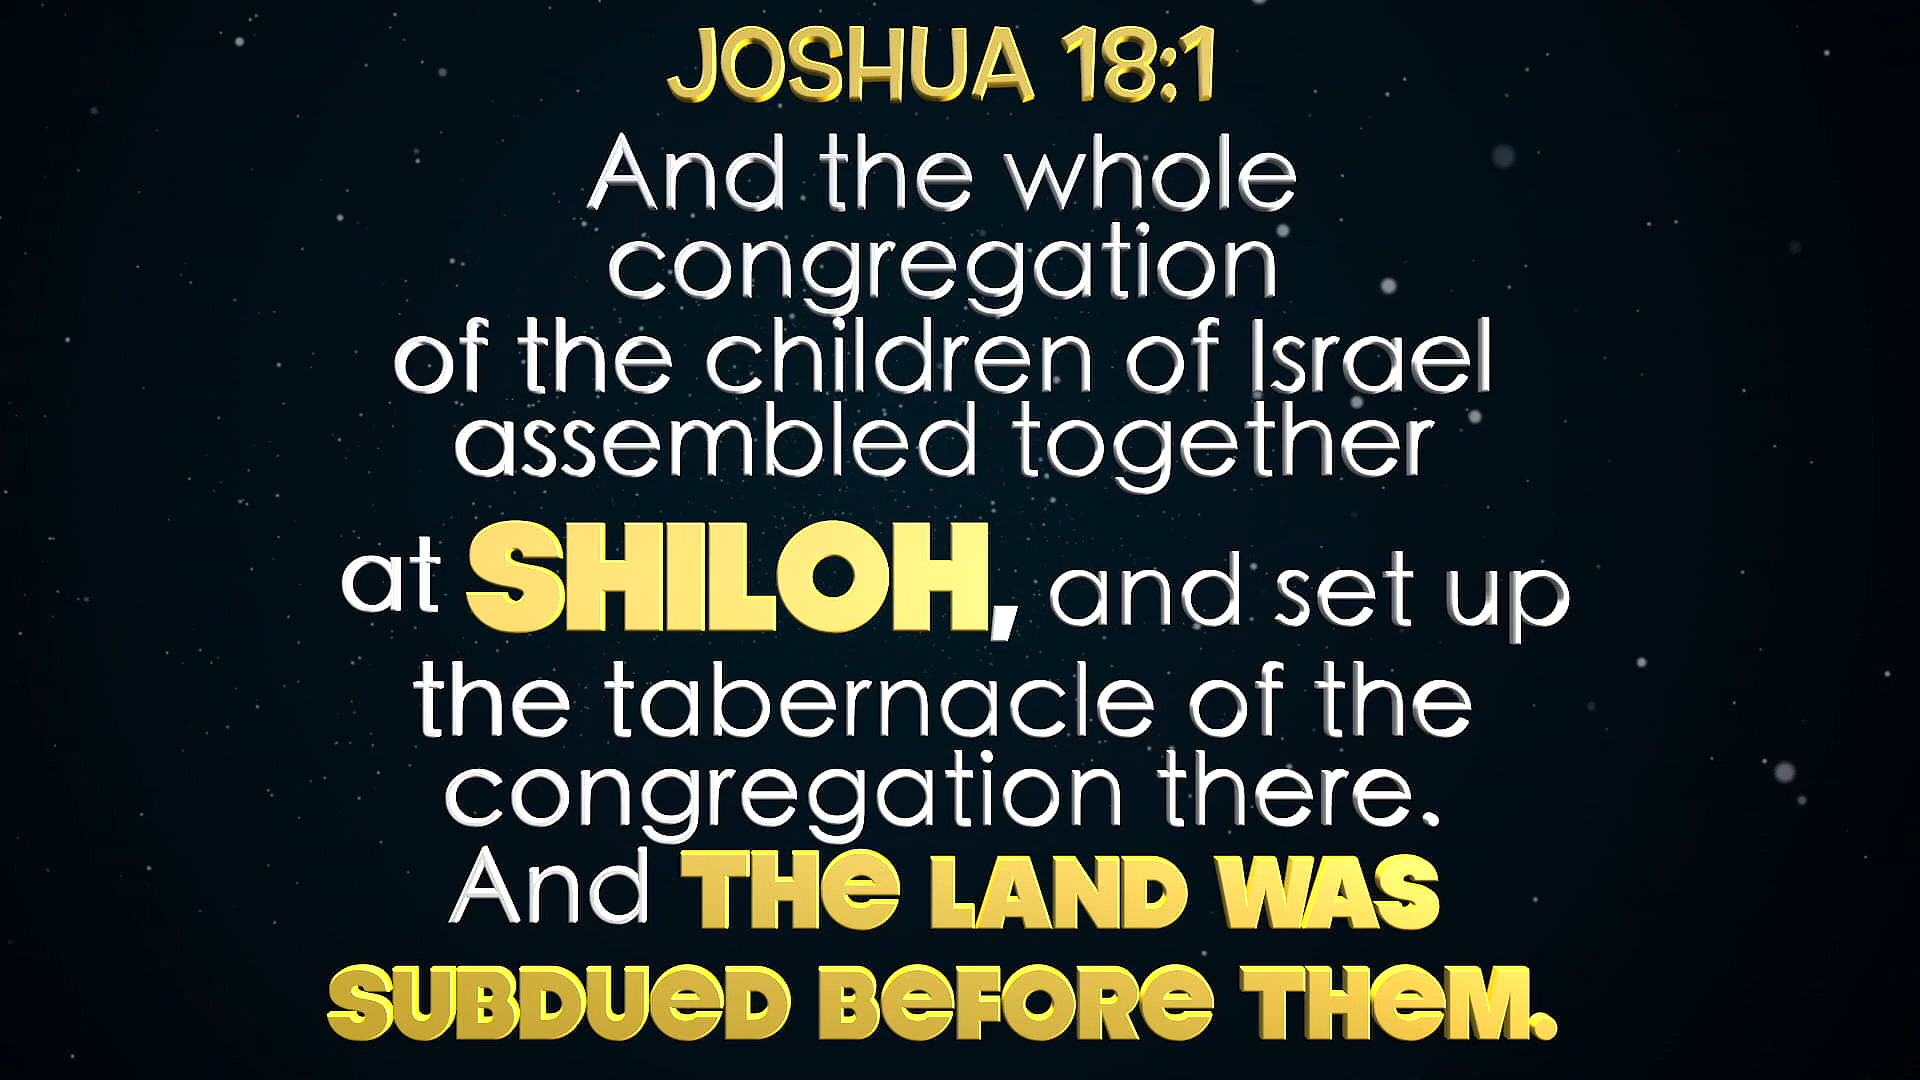 JOSHUA 18:1
And the whole
congregation
of the children of Israel
assembled together
at SHILOH, and set up
the tabernacle of the
congregation there.
And THe LAND WAS
SUBDUeD BeFORe THeM.